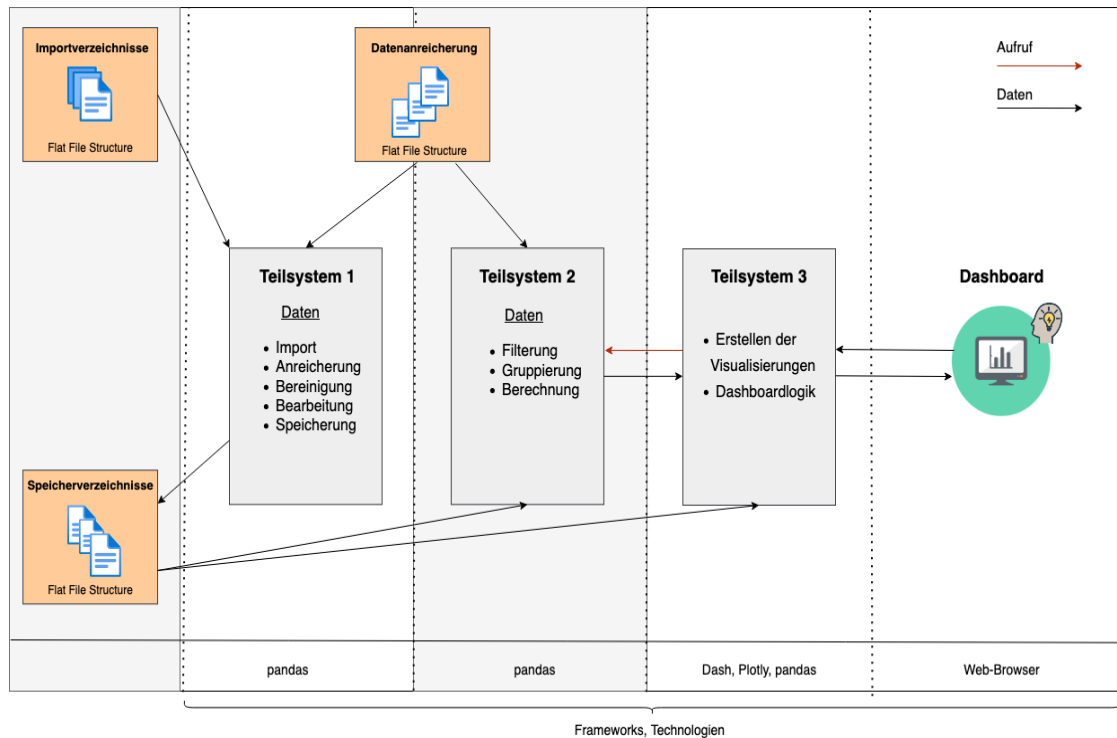 Importverzeichnisse
Flat File Structure
Datenanreicherung
Flat File Structure
Aufruf
Daten
Teilsystem 1
Daten
• Import
• Anreicherung
• Bereinigung
• Bearbeitung
• Speicherung
Teilsystem 2
Daten
• Filterung
• Gruppierung
• Berechnung
Teilsystem 3
• Erstellen der
Visualisierungen
• Dashboardlogik
Dashboard
Speicherverzeichnisse
Flat File Structure
pandas
pandas
Dash, Plotly, pandas
Web-Browser
Frameworks, Technologien